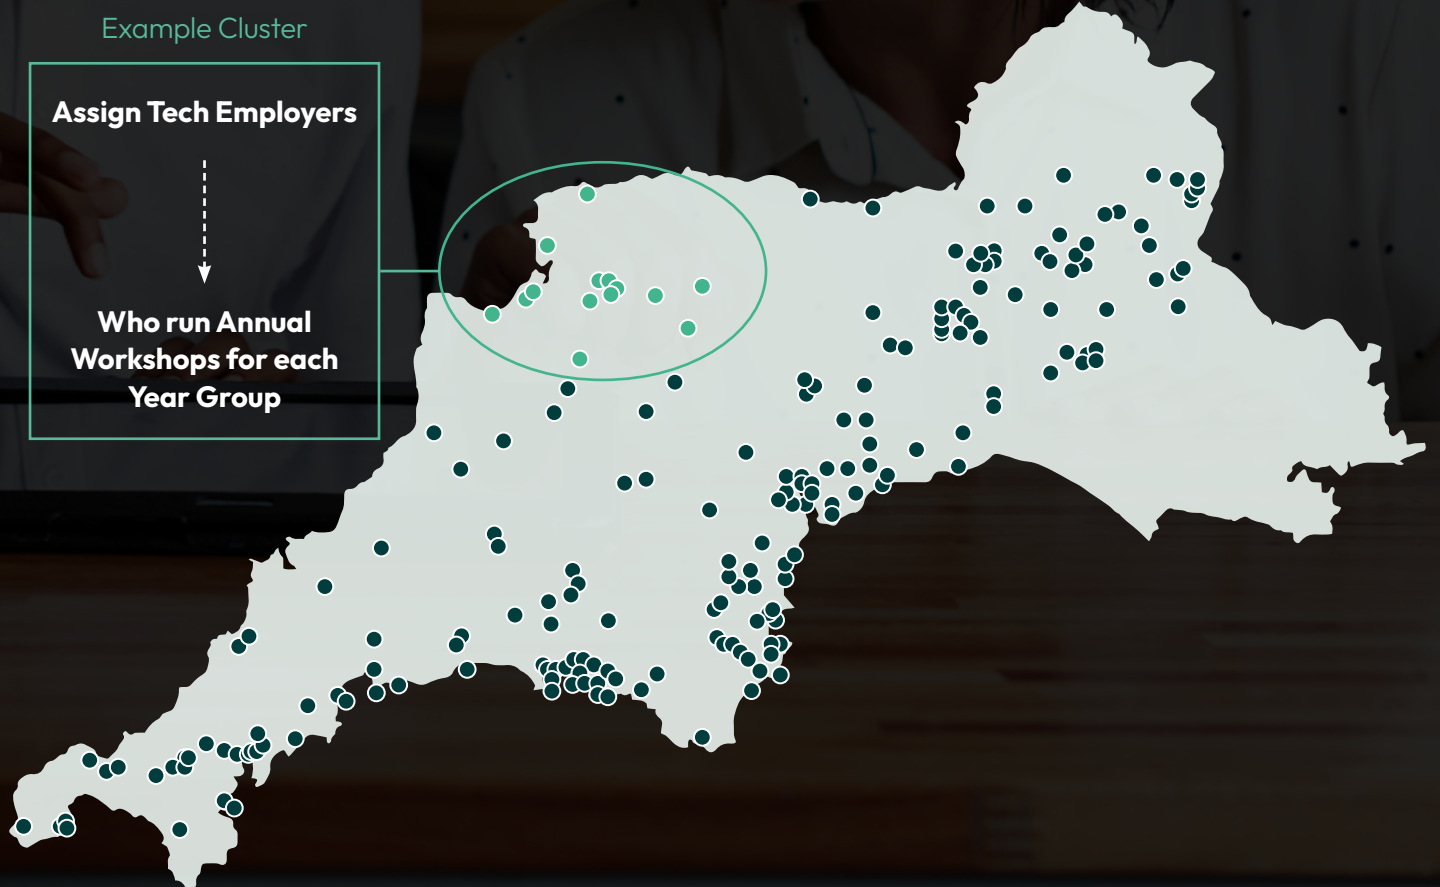 Example Cluster
Assign Tech Employers
Who run Annual
Workshops for each
Year Group